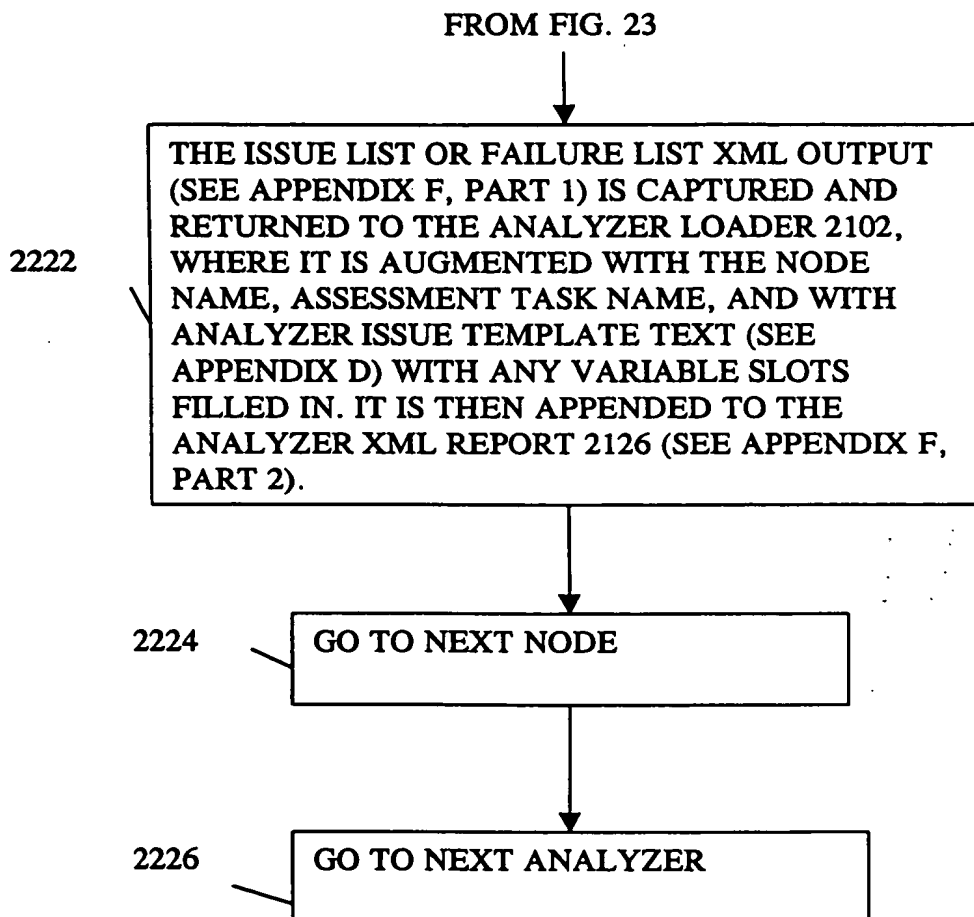 FROM FIG. 23
THE ISSUE LIST OR FAILURE LIST XML OUTPUT
(SEE APPENDIX F, PART 1) IS CAPTURED AND
RETURNED TO THE ANALYZER LOADER 2102,
2222
WHERE IT IS AUGMENTED WITH THE NODE
NAME, ASSESSMENT TASK NAME, AND WITH
ANALYZER ISSUE TEMPLATE TEXT (SEE
APPENDIX D) WITH ANY VARIABLE SLOTS
FILLED IN. IT IS THEN APPENDED TO THE
ANALYZER XML REPORT 2126 (SEE APPENDIX F,
PART 2).
2224
GO TO NEXT NODE
2226
GO TO NEXT ANALYZER